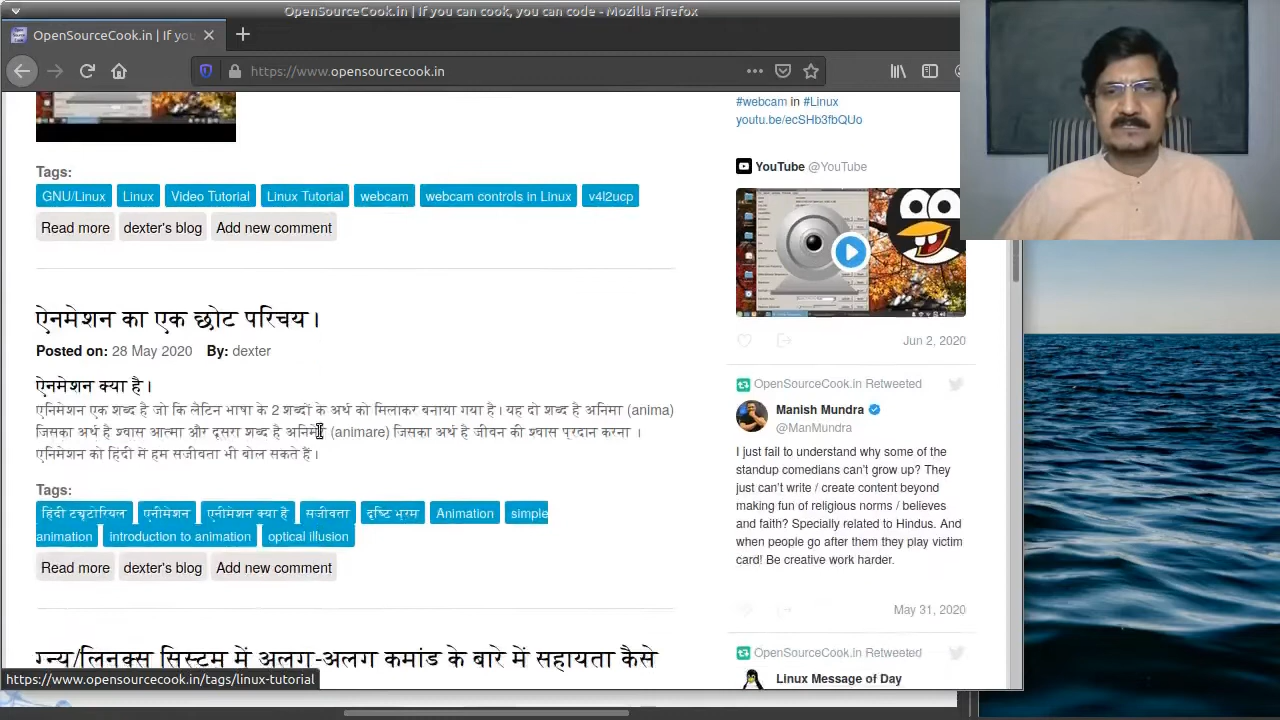 OpenSourceCook.in | If you can cook, you can code - Mozilla Firefox
OpenSourceCook.in | If you
https://www.opensourcecook.in
Tags:
GNU/Linux Linux Video Tutorial Linux Tutorial webcam webcam controls in Linux v4l2ucp
Read more dexter's blog Add new comment
ऐनमेशन का एक छोट परिचय।
Posted on: 28 May 2020 By: dexter
ऐनमेशन क्या है।
एनिमेशन एक शब्द है जो कि लैटिन भाषा के 2 शब्दों के अर्थ को मिलाकर बनाया गया है। यह दो शब्द है अनिमा (anima)
जिसका अर्थ है श्वास आत्मा और दूसरा शब्द है (animare) जिसका अर्थ है जीवन की श्वास प्रदान करना ।
एनिमेशन को हिंदी में हम सजीवता भी बोल सकते हैं।
Tags:
हिंदी ट्यूटोरियल एनीमेशन एनीमेशन क्या है सजीवता दृष्टि भ्रम Animation simple
animation introduction to animation optical illusion
Read more dexter's blog Add new comment
ग्न्य/लिनक्स सिस्टम में अलग-अलग कमांड के बारे में सहायता कैसे
https://www.opensourcecook.in/tags/linux-tutorial
#webcam in #Linux
youtu.be/ecSHb3fbQUo
YouTube @YouTube
Jun 2, 2020
OpenSourceCook.in Retweeted
Manish Mundra
@ManMundra
I just fail to understand why some of the
standup comedians can't grow up? They
just can't write / create content beyond
making fun of religious norms / believes
and faith? Specially related to Hindus. And
when people go after them they play victim
card! Be creative work harder.
May 31, 2020
OpenSourceCook.in Retweeted
Linux Message of Day